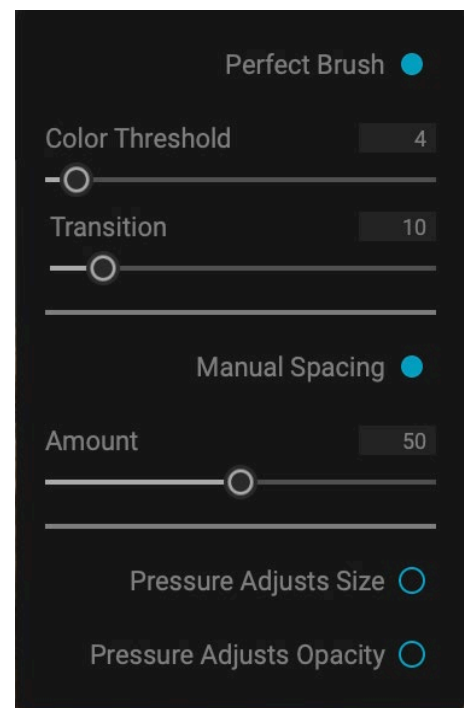 Perfect Brush
Color Threshold 4
Transition 10
Manual Spacing
Amount 50
Pressure Adjusts Size
Pressure Adjusts Opacity